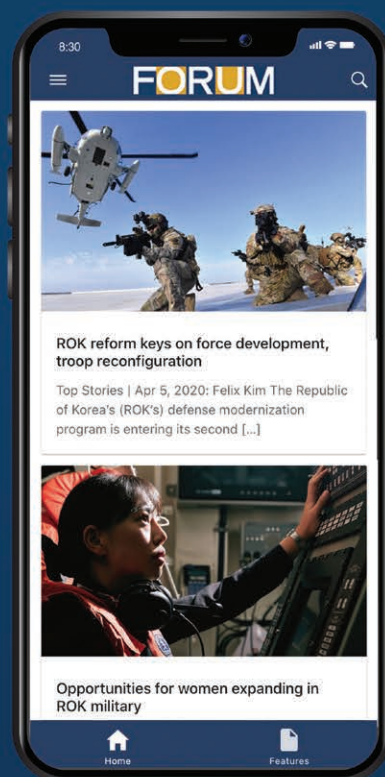 8:30
FORUM
ROK reform keys on force development,
troop reconfiguration
Top Stories | Apr 5, 2020: Felix Kim The Republic
of Korea's (ROK's) defense modernization
program is entering its second [...]
Opportunities for women expanding in
ROK military
Home
Features